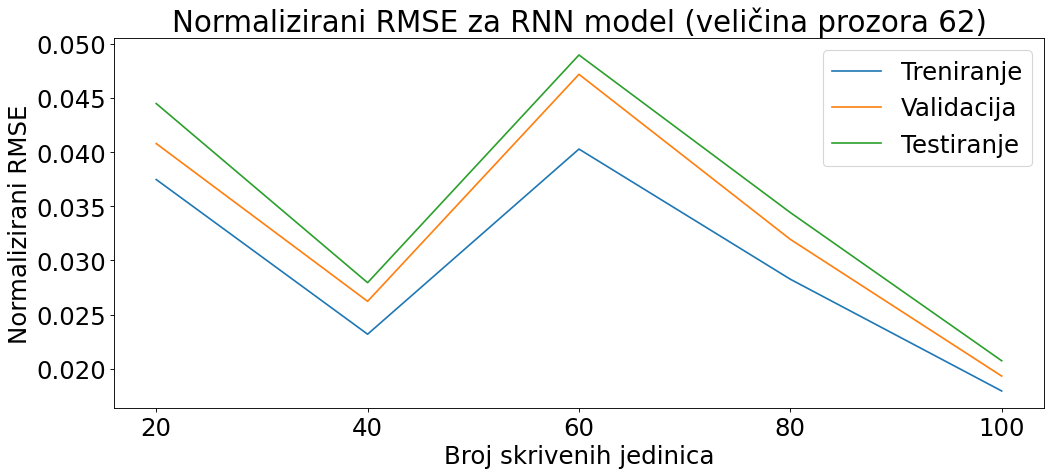 Normalizirani RMSE za RNN model (veličina prozora 62)
Normalizirani RMSE
0.050
0.045
0.040
0.035
0.030
0.025
0.020
Treniranje
Validacija
Testiranje
20 40 60 80 100
Broj skrivenih jedinica